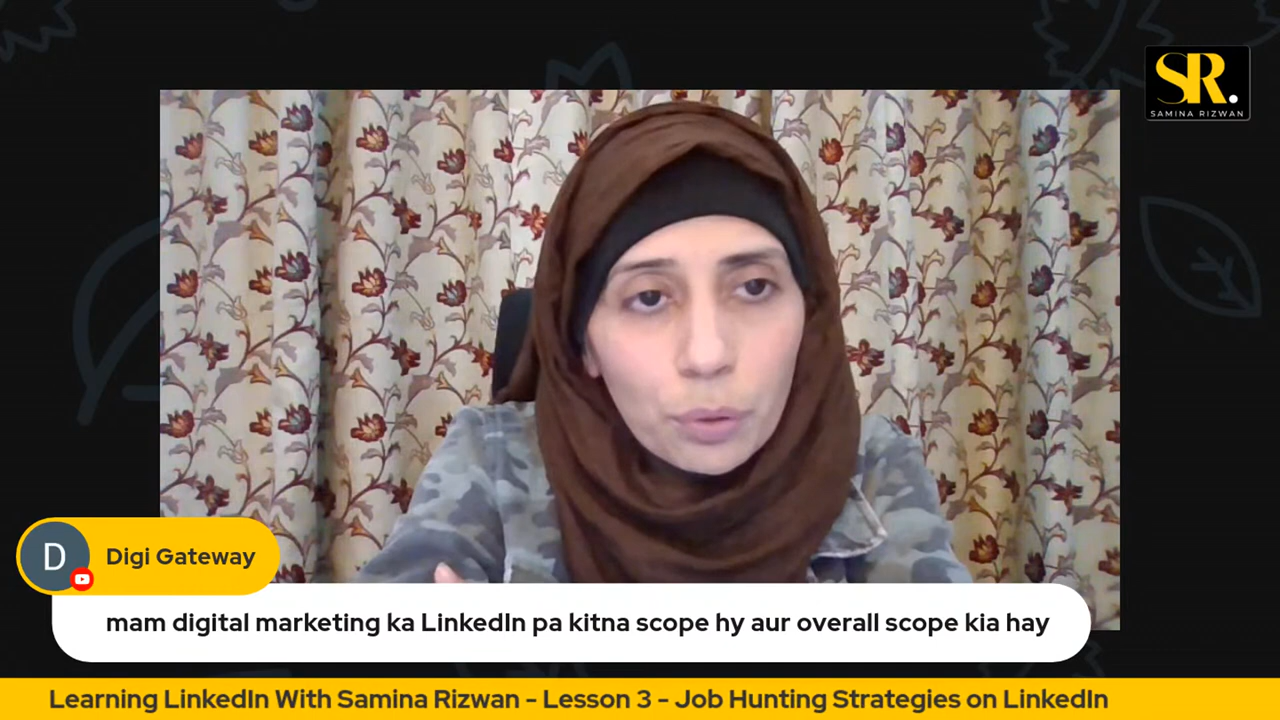 SR.
SAMINA RIZWAN
D
Digi Gateway
mam digital marketing ka LinkedIn pa kitna scope hy aur overall scope kia hay
Learning LinkedIn With Samina Rizwan - Lesson 3 - Job Hunting Strategies on LinkedIn